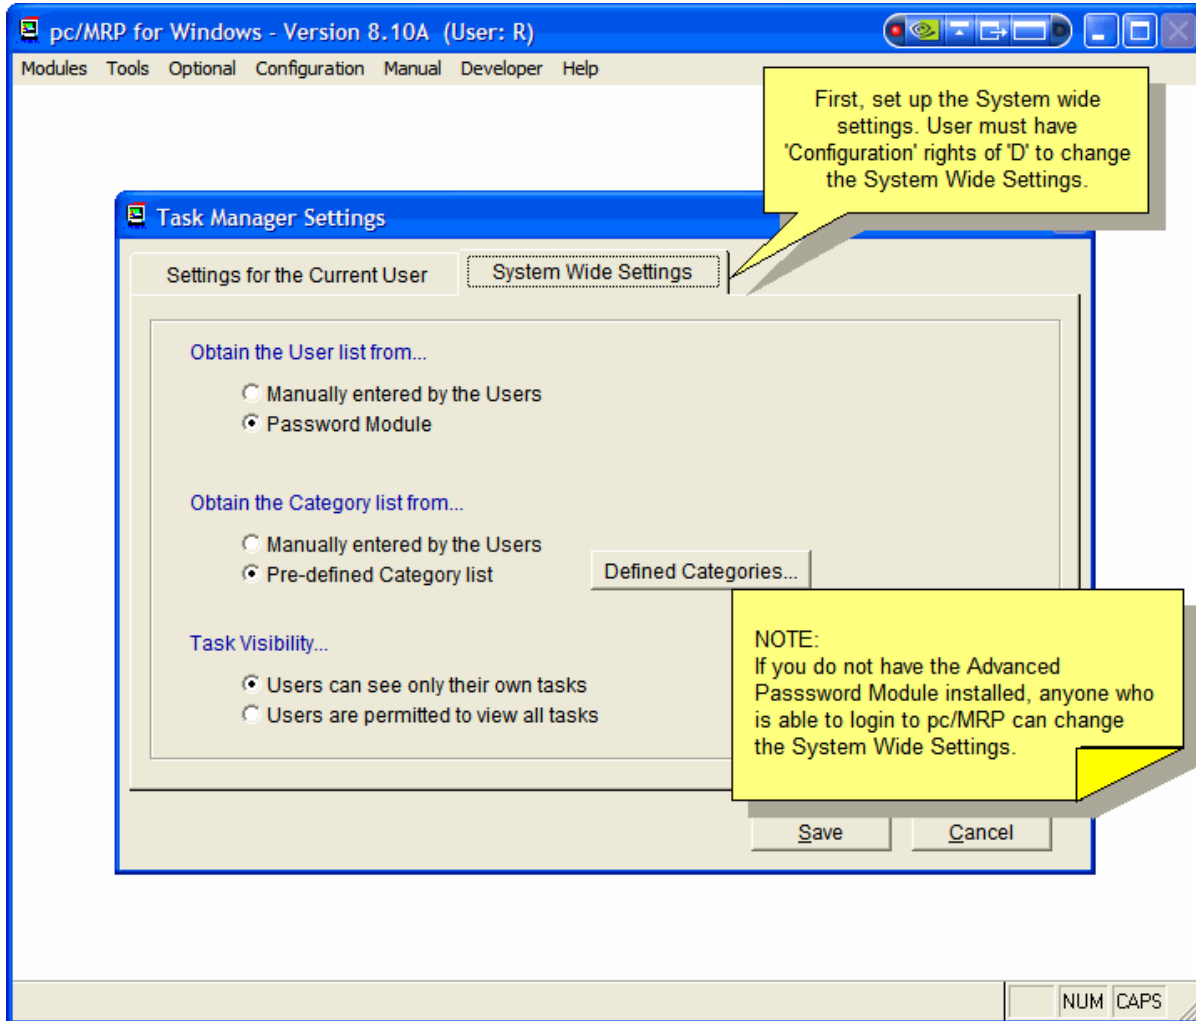 pc/MRP for Windows - Version 8.10A (User: R)
Modules Tools Optional Configuration Manual Developer Help
First, set up the System wide
settings. User must have
'Configuration' rights of 'D' to change
the System Wide Settings.
Task Manager Settings
Settings for the Current User
System Wide Settings
Obtain the User list from...
Manually entered by the Users
Password Module
Obtain the Category list from...
Manually entered by the Users
Pre-defined Category list
Defined Categories...
Task Visibility...
Users can see only their own tasks
Users are permitted to view all tasks
NOTE:
If you do not have the Advanced
Passsword Module installed, anyone who
is able to login to pc/MRP can change
the System Wide Settings.
Save
Cancel
NUM CAPS